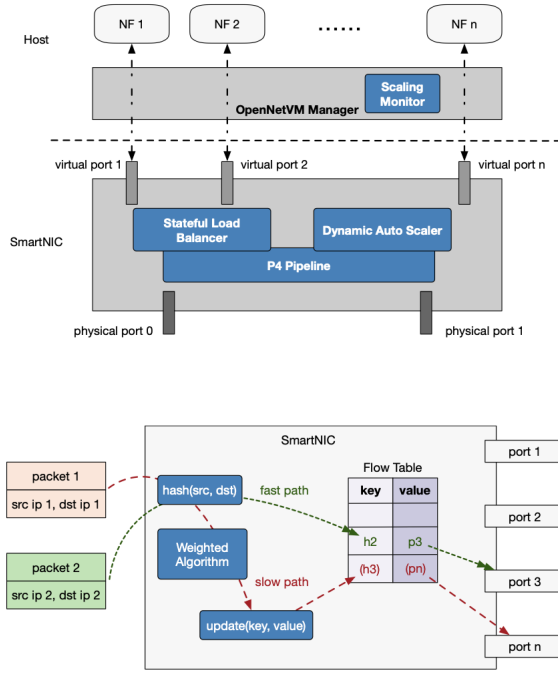 Host
NF 1
NF 2
......
NF n
Scaling
Monitor
OpenNetVM Manager
virtual port 1
virtual port 2
virtual port n
SmartNIC
Stateful Load
Balancer
Dynamic Auto Scaler
P4 Pipeline
physical port 0
physical port 1
SmartNIC
packet 1
src ip 1, dst ip 1
packet 2
src ip 2, dst ip 2
hash(src, dst)
fast path
Weighted
Algorithm
slow path
update(key, value)
Flow Table
key value
h2 p3
(h3) (pn)
port 1
port 2
port 3
port n